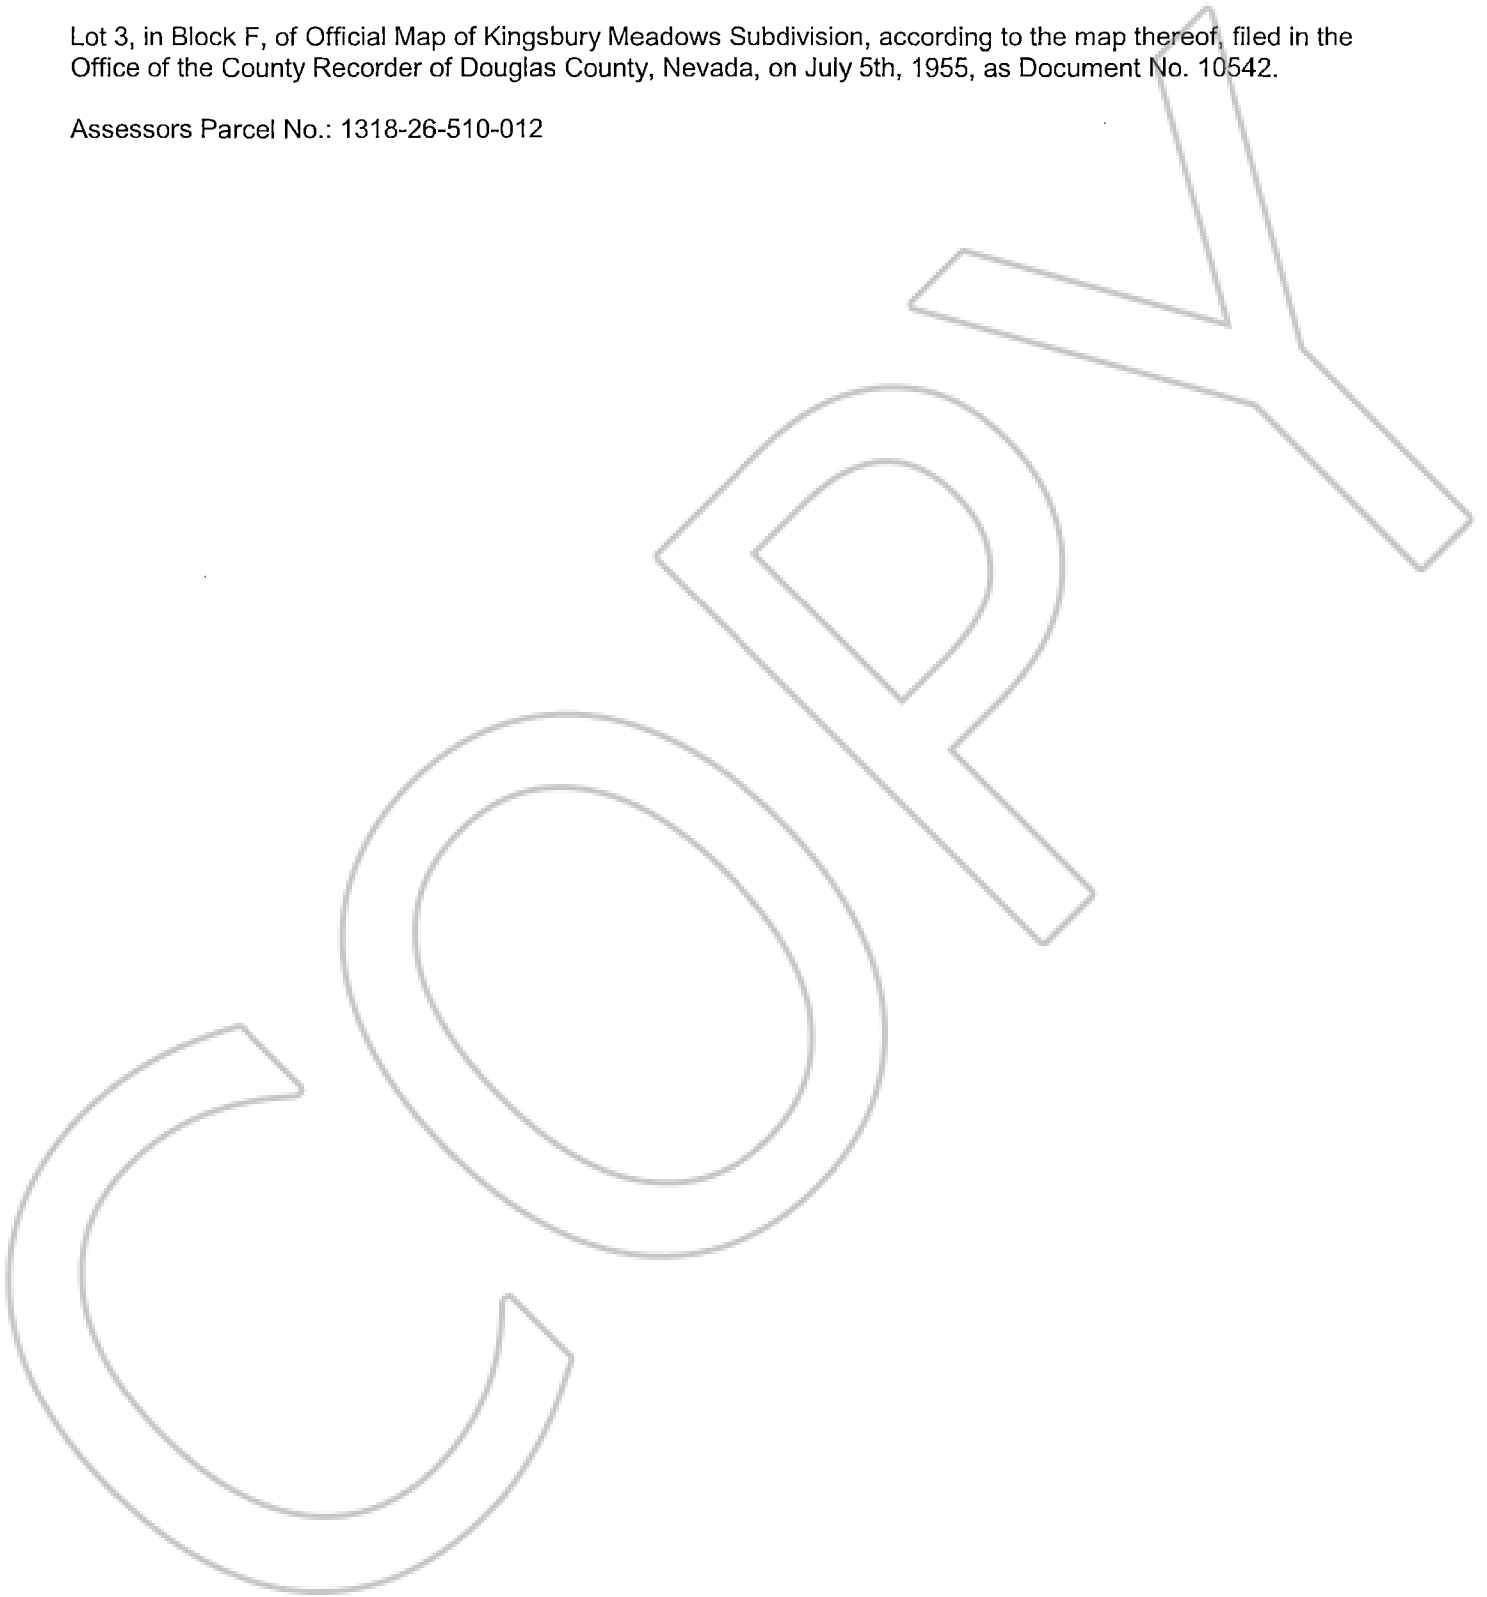 Lot 3, in Block F, of Official Map of Kingsbury Meadows Subdivision, according to the map thereof, filed in the
Office of the County Recorder of Douglas County, Nevada, on July 5th, 1955, as Document No. 10542.
Assessors Parcel No.: 1318-26-510-012
COPY